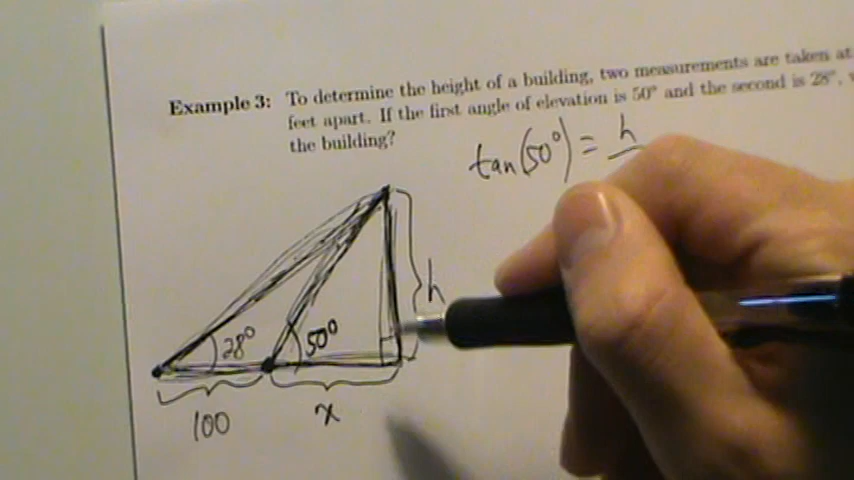 Example 3: To determine the height of a building, two measurements are taken at
feet apart. If the first angle of elevation is 50° and the second is 28°,
the building?
tan(50°) = h
h
28°
50°
100
x